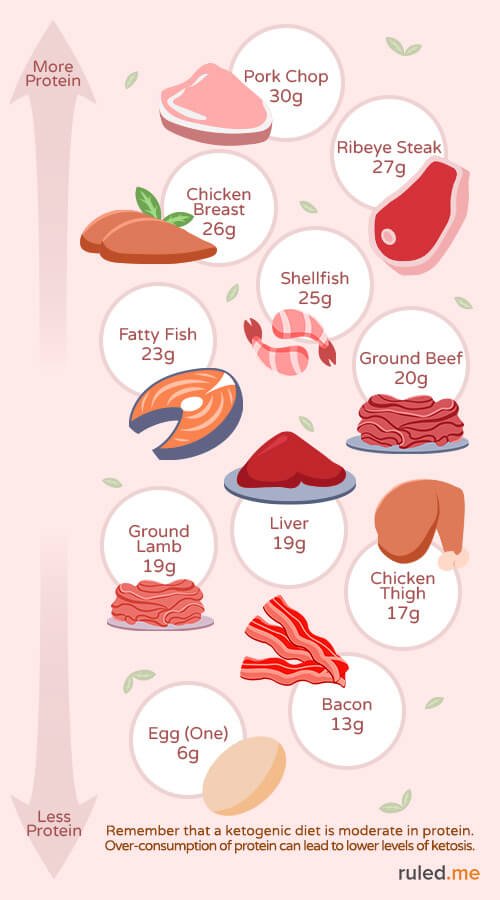 More
Protein
Pork Chop
30g
Ribeye Steak
27g
Chicken
Breast
26g
Shellfish
25g
Fatty Fish
23g
Ground Beef
20g
Liver
19g
Ground
Lamb
19g
Chicken
Thigh
17g
Bacon
13g
Egg (One)
6g
Less
Protein
Remember that a ketogenic diet is moderate in protein.
Over-consumption of protein can lead to lower levels of ketosis.
ruled.me